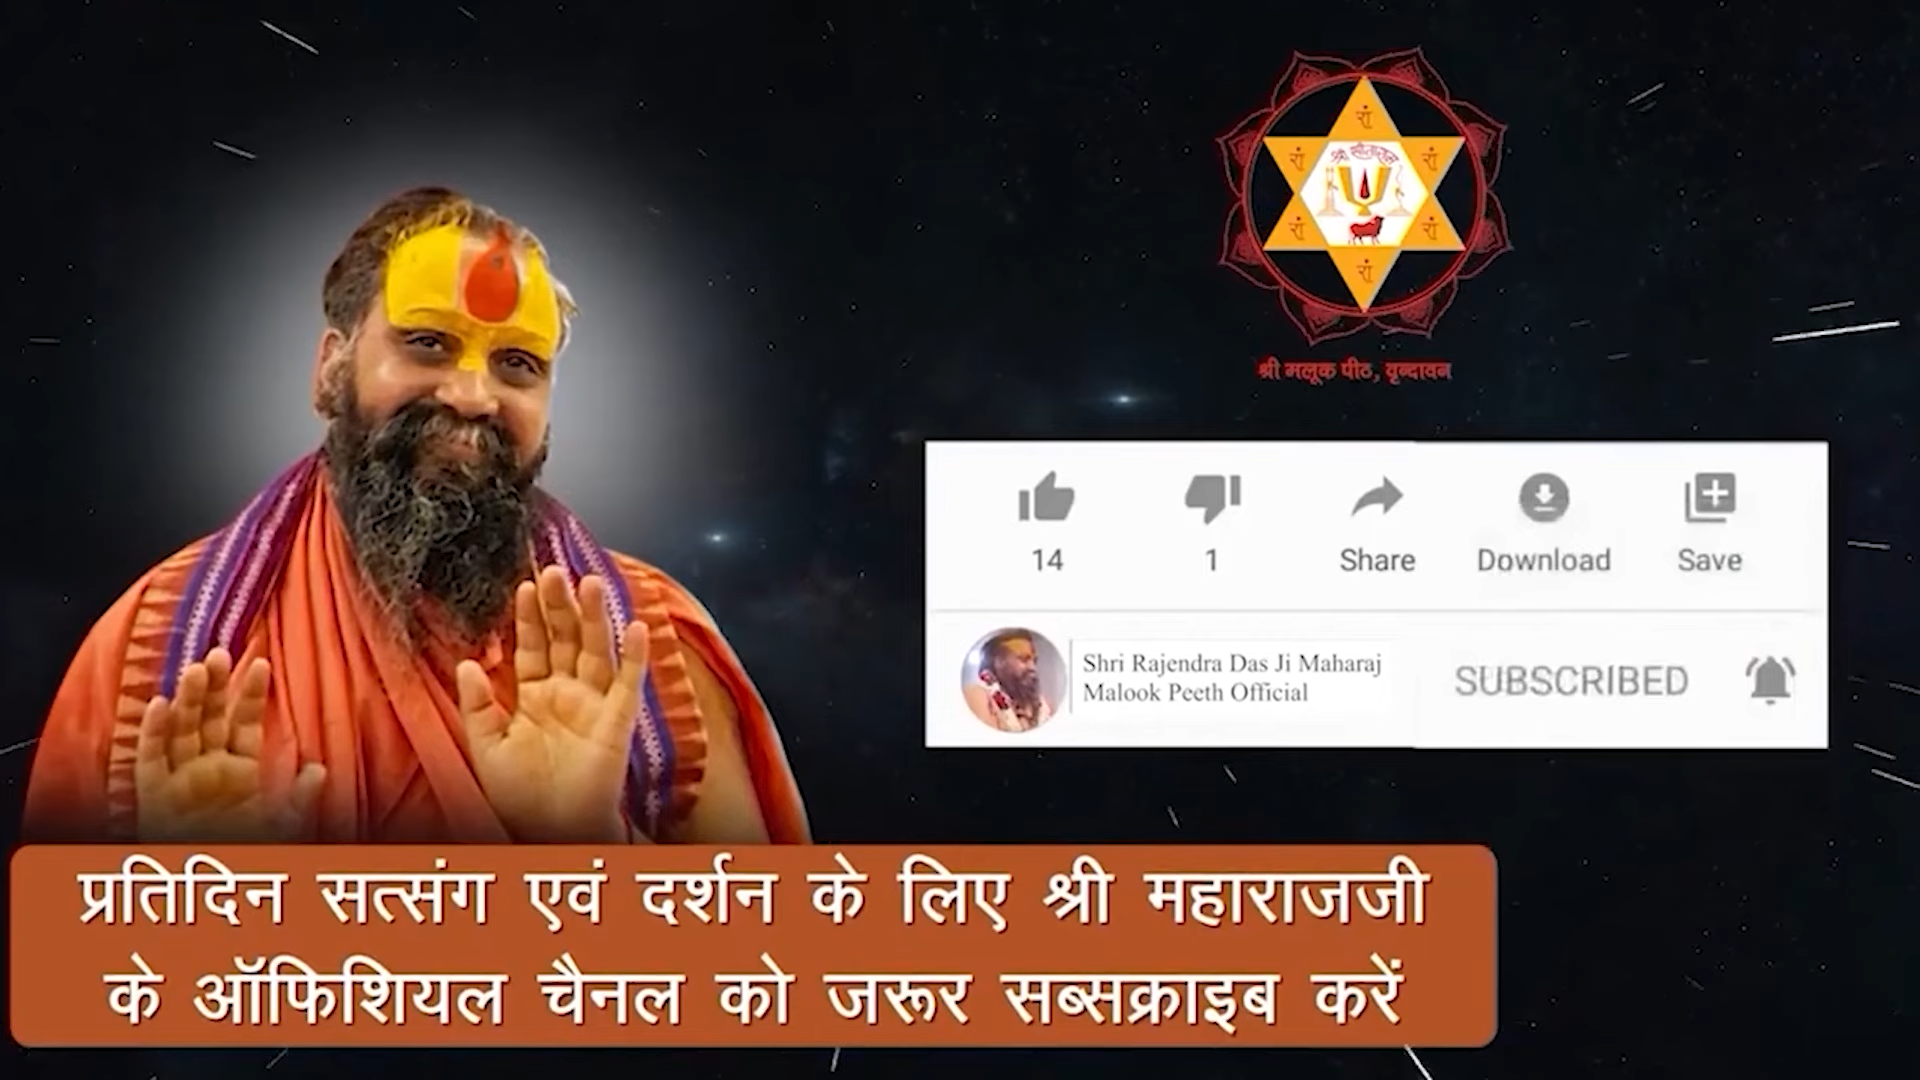 रां
रां
श्री सीताराम
रां
रां
रां
रां
श्री मलूक पीठ, वृन्दावन
14
1
Share
Download
Save
Shri Rajendra Das Ji Maharaj
Malook Peeth Official
SUBSCRIBED
प्रतिदिन सत्संग एवं दर्शन के लिए श्री महाराजजी
के ऑफिशियल चैनल को जरूर सब्सक्राइब करें